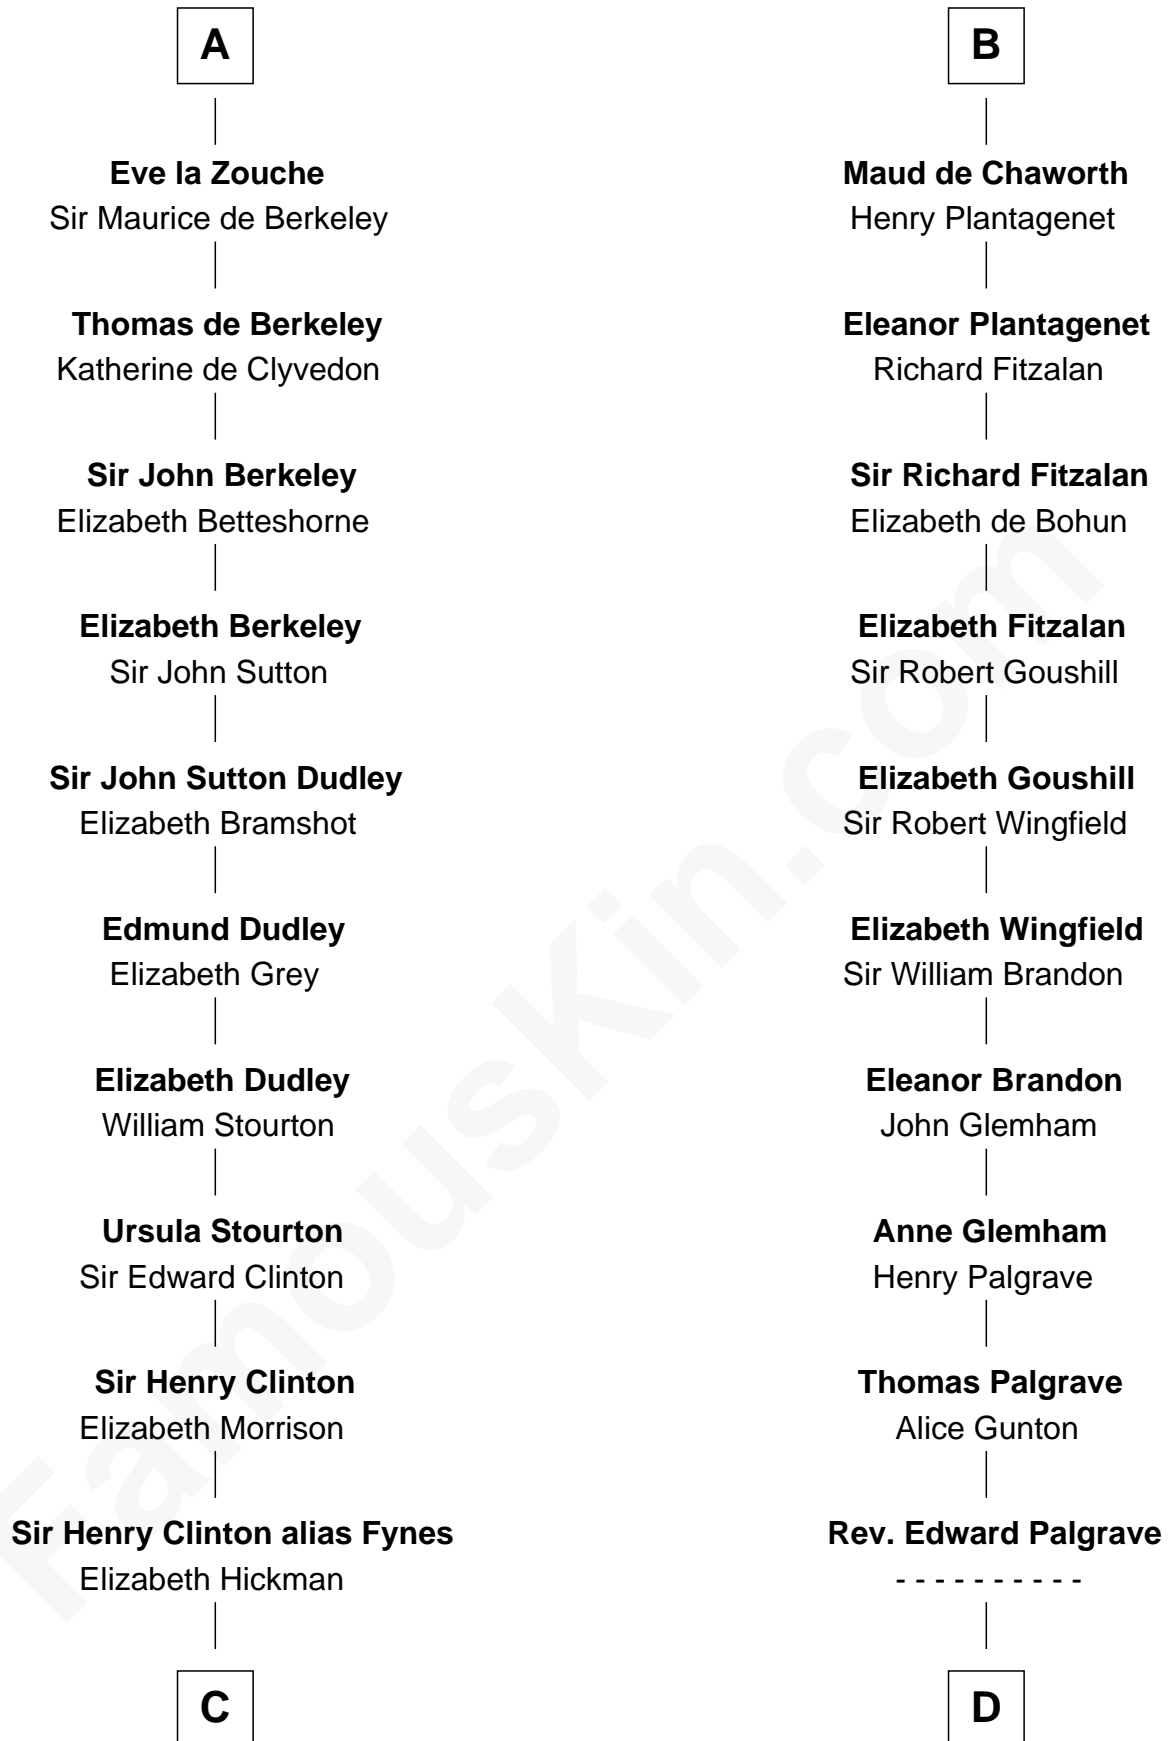 A
Eve la Zouche
Sir Maurice de Berkeley
Thomas de Berkeley
Katherine de Clyvedon
Sir John Berkeley
Elizabeth Betteshorne
Elizabeth Berkeley
Sir John Sutton
Sir John Sutton Dudley
Elizabeth Bramshot
Edmund Dudley
Elizabeth Grey
Elizabeth Dudley
William Stourton
Ursula Stourton
Sir Edward Clinton
Sir Henry Clinton
Elizabeth Morrison
Sir Henry Clinton alias Fynes
Elizabeth Hickman
C
B
Maud de Chaworth
Henry Plantagenet
Eleanor Plantagenet
Richard Fitzalan
Sir Richard Fitzalan
Elizabeth de Bohun
Elizabeth Fitzalan
Sir Robert Goushill
Elizabeth Goushill
Sir Robert Wingfield
Elizabeth Wingfield
Sir William Brandon
Eleanor Brandon
John Glemham
Anne Glemham
Henry Palgrave
Thomas Palgrave
Alice Gunton
Rev. Edward Palgrave
- - - - - - - - - -
D
FamousKin.com